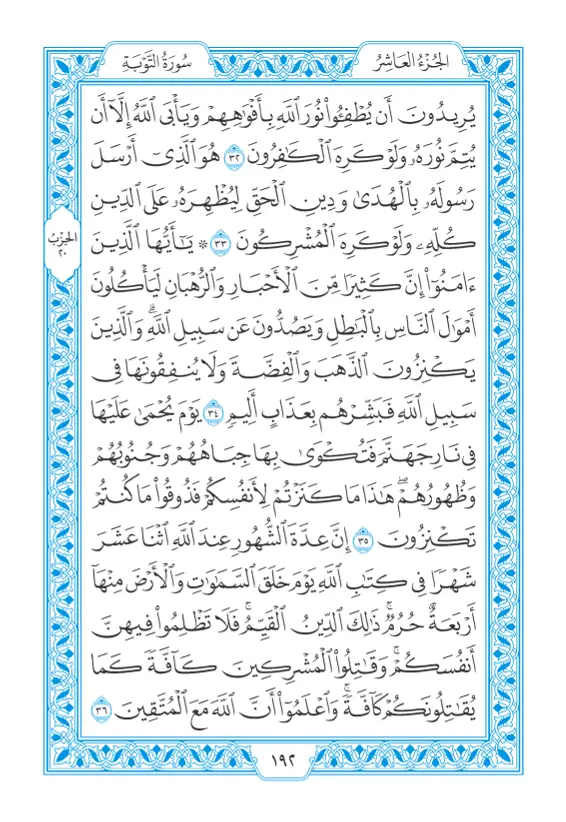 الجُزْءُ العَاشِرُ
سُورَةُ التَّوْبَةِ
يُرِيدُونَ أَن يُطْفِـُٔوا۟ نُورَ ٱللَّهِ بِأَفْوَٰهِهِمْ وَيَأْبَى ٱللَّهُ إِلَّآ أَن
يُتِمَّ نُورَهُۥ وَلَوْ كَرِهَ ٱلْكَٰفِرُونَ ٣٢ هُوَ ٱلَّذِىٓ أَرْسَلَ
رَسُولَهُۥ بِٱلْهُدَىٰ وَدِينِ ٱلْحَقِّ لِيُظْهِرَهُۥ عَلَى ٱلدِّينِ
كُلِّهِۦ وَلَوْ كَرِهَ ٱلْمُشْرِكُونَ ٣٣ ۞ يَٰٓأَيُّهَا ٱلَّذِينَ
الحِزْبُ
٢٠
ءَامَنُوٓا۟ إِنَّ كَثِيرًا مِّنَ ٱلْأَحْبَارِ وَٱلرُّهْبَانِ لَيَأْكُلُونَ
أَمْوَٰلَ ٱلنَّاسِ بِٱلْبَٰطِلِ وَيَصُدُّونَ عَن سَبِيلِ ٱللَّهِ ۗ وَٱلَّذِينَ
يَكْنِزُونَ ٱلذَّهَبَ وَٱلْفِضَّةَ وَلَا يُنفِقُونَهَا فِى
سَبِيلِ ٱللَّهِ فَبَشِّرْهُم بِعَذَابٍ أَلِيمٍ ٣٤ يَوْمَ يُحْمَىٰ عَلَيْهَا
فِى نَارِ جَهَنَّمَ فَتُكْوَىٰ بِهَا جِبَاهُهُمْ وَجُنُوبُهُمْ
وَظُهُورُهُمْ ۖ هَٰذَا مَا كَنَزْتُمْ لِأَنفُسِكُمْ فَذُوقُوا۟ مَا كُنتُمْ
تَكْنِزُونَ ٣٥ إِنَّ عِدَّةَ ٱلشُّهُورِ عِندَ ٱللَّهِ ٱثْنَا عَشَرَ
شَهْرًا فِى كِتَٰبِ ٱللَّهِ يَوْمَ خَلَقَ ٱلسَّمَٰوَٰتِ وَٱلْأَرْضَ مِنْهَآ
أَرْبَعَةٌ حُرُمٌ ۚ ذَٰلِكَ ٱلدِّينُ ٱلْقَيِّمُ ۚ فَلَا تَظْلِمُوا۟ فِيهِنَّ
أَنفُسَكُمْ ۚ وَقَٰتِلُوا۟ ٱلْمُشْرِكِينَ كَآفَّةً كَمَا
يُقَٰتِلُونَكُمْ كَآفَّةً ۚ وَٱعْلَمُوٓا۟ أَنَّ ٱللَّهَ مَعَ ٱلْمُتَّقِينَ ٣٦
١٩٢